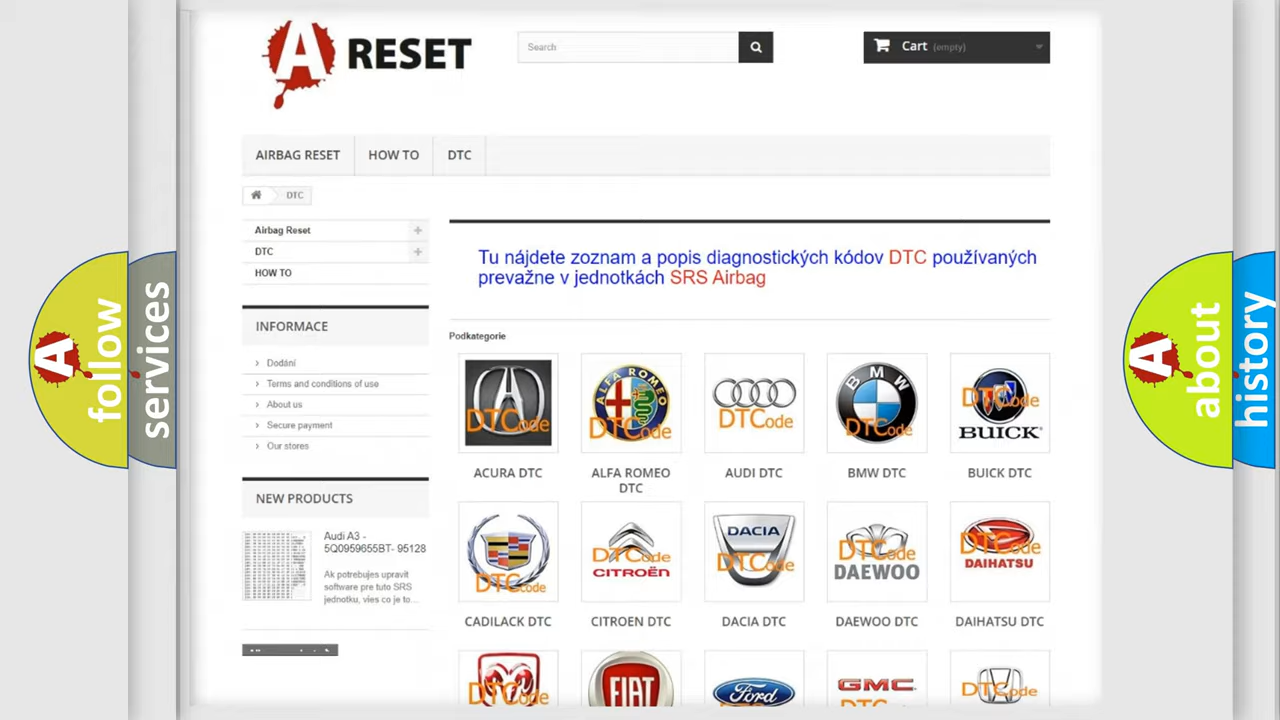 A RESET
Search
Cart (empty)
AIRBAG RESET
HOW TO
DTC
DTC
Airbag Reset
DTC
HOW TO
INFORMACE
Dodání
Terms and conditions of use
About us
Secure payment
Our stores
NEW PRODUCTS
Audi A3 -
5Q0959655BT- 95128
Ak potrebujes upravit
software pre tuto SRS
jednotku, vies co je to...
Tu nájdete zoznam a popis diagnostických kódov DTC používaných
prevažne v jednotkách SRS Airbag
Podkategorie
DTCode
ALFA ROMEO
DTCode
DTCode
BMW
DTCode
DTCode
BUICK
ACURA DTC
ALFA ROMEO
DTC
AUDI DTC
BMW DTC
BUICK DTC
DTCode
DTCode
CITROËN
DACIA
DTCode
DTCode
DAEWOO
DTCode
DAIHATSU
CADILACK DTC
CITROEN DTC
DACIA DTC
DAEWOO DTC
DAIHATSU DTC
DTCode
FIAT
Ford
GMC
DTCode
A follow
services
A about
history